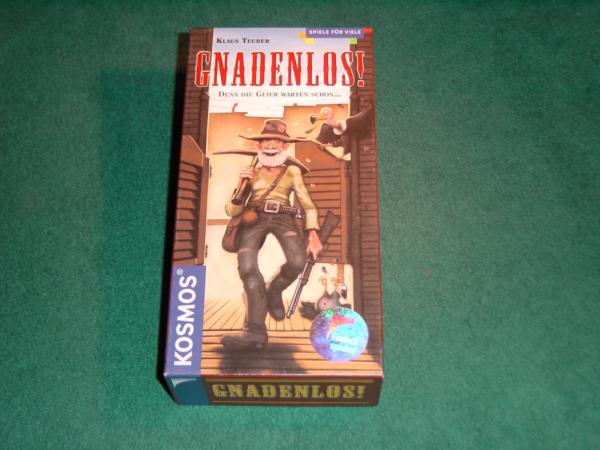 KLAUS TEUBER
SPIELE FÜR VIELE
GNADENLOS!
DENN DIE GEIER WARTEN SCHON...
KOSMOS®
GNADENLOS!